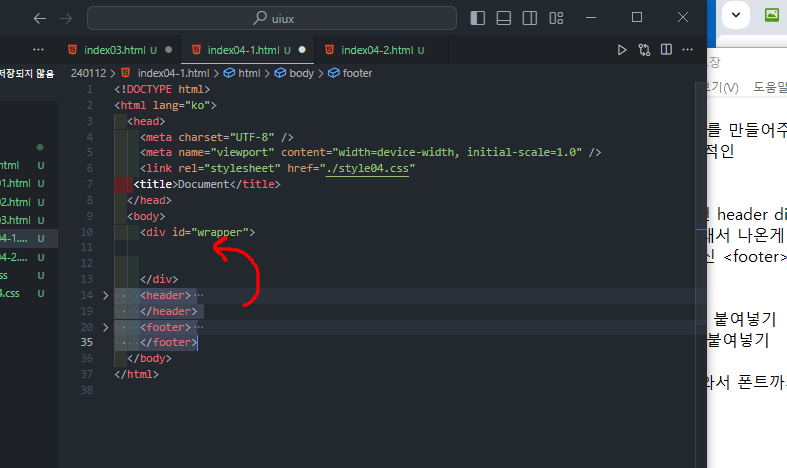 uiux
index03.html U
index04-1.html U
index04-2.html U
저장되지 않음
240112 > index04-1.html > html > body > footer
html U
01.html U
02.html U
03.html U
04-1.... U
04-2.... U
ss U
4.css U
1 <!DOCTYPE html>
2 <html lang="ko">
3 <head>
4 <meta charset="UTF-8" />
5 <meta name="viewport" content="width=device-width, initial-scale=1.0" />
6 <link rel="stylesheet" href="./style04.css"
7 <title>Document</title>
8 </head>
9 <body>
10 <div id="wrapper">
11
12
13 </div>
14 <header> ...
19 </header>
20 <footer> ...
35 </footer>
36 </body>
37 </html>
38
장
보기(V) 도움말
를 만들어주
적인
header di
래서 나온게
신 <footer>
붙여넣기
붙여넣기
와서 폰트까